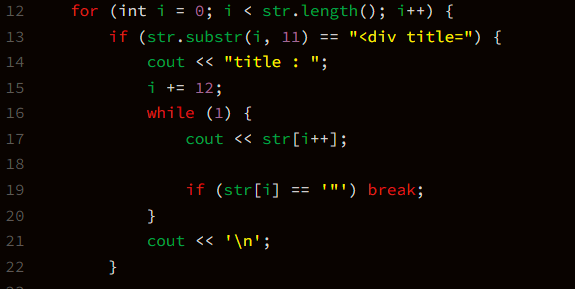 12 for (int i = 0; i < str.length(); i++) {
13 if (str.substr(i, 11) == "<div title=") {
14 cout << "title : ";
15 i += 12;
16 while (1) {
17 cout << str[i++];
18
19 if (str[i] == '"') break;
20 }
21 cout << '\n';
22 }